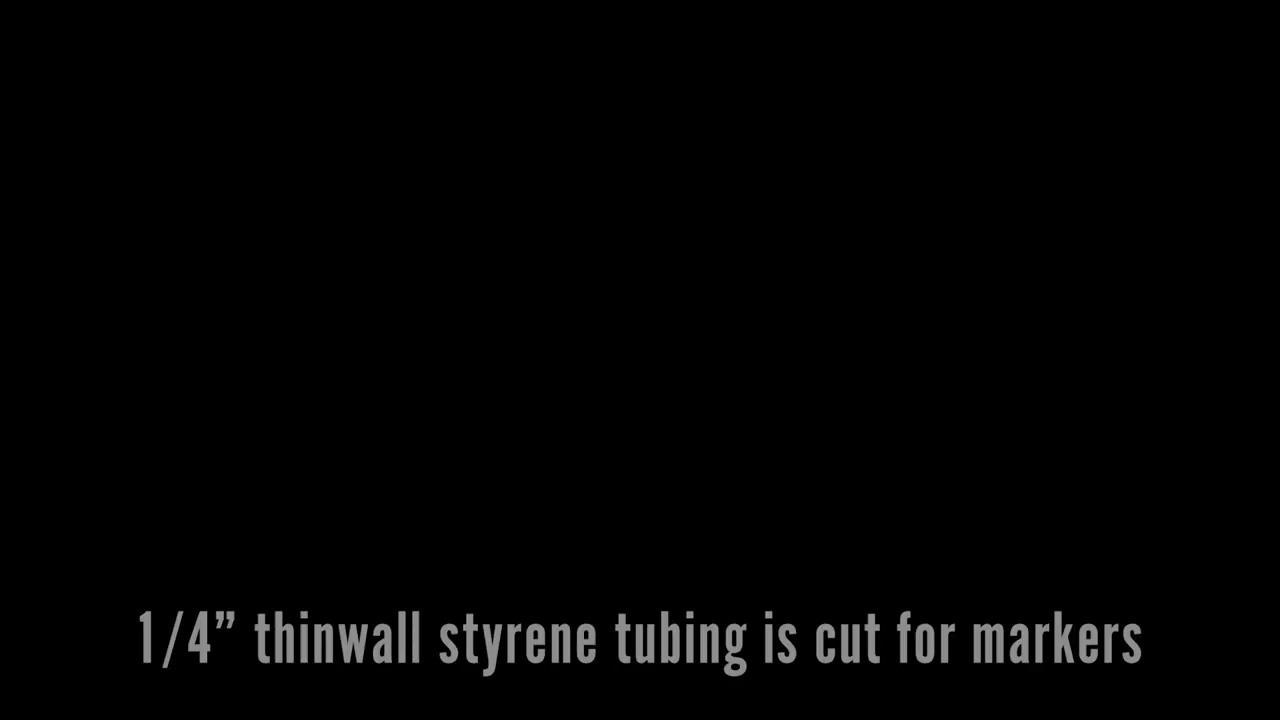 1/4” thinwall styrene tubing is cut for markers